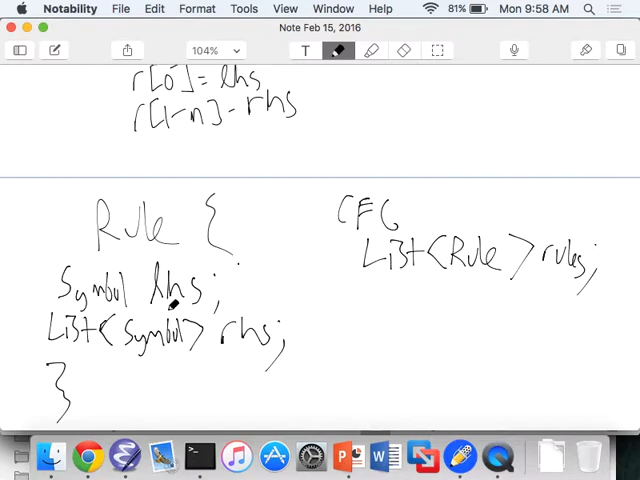 Notability File Edit Format View Window Help 81% Mon 9:58 AM
Note Feb 15, 2016
104% T
r[0] = lhs
r[1-n] - rhs
Rule {
Symbol lhs;
List<Symbol> rhs;
}
CFG
List<Rule> rules;